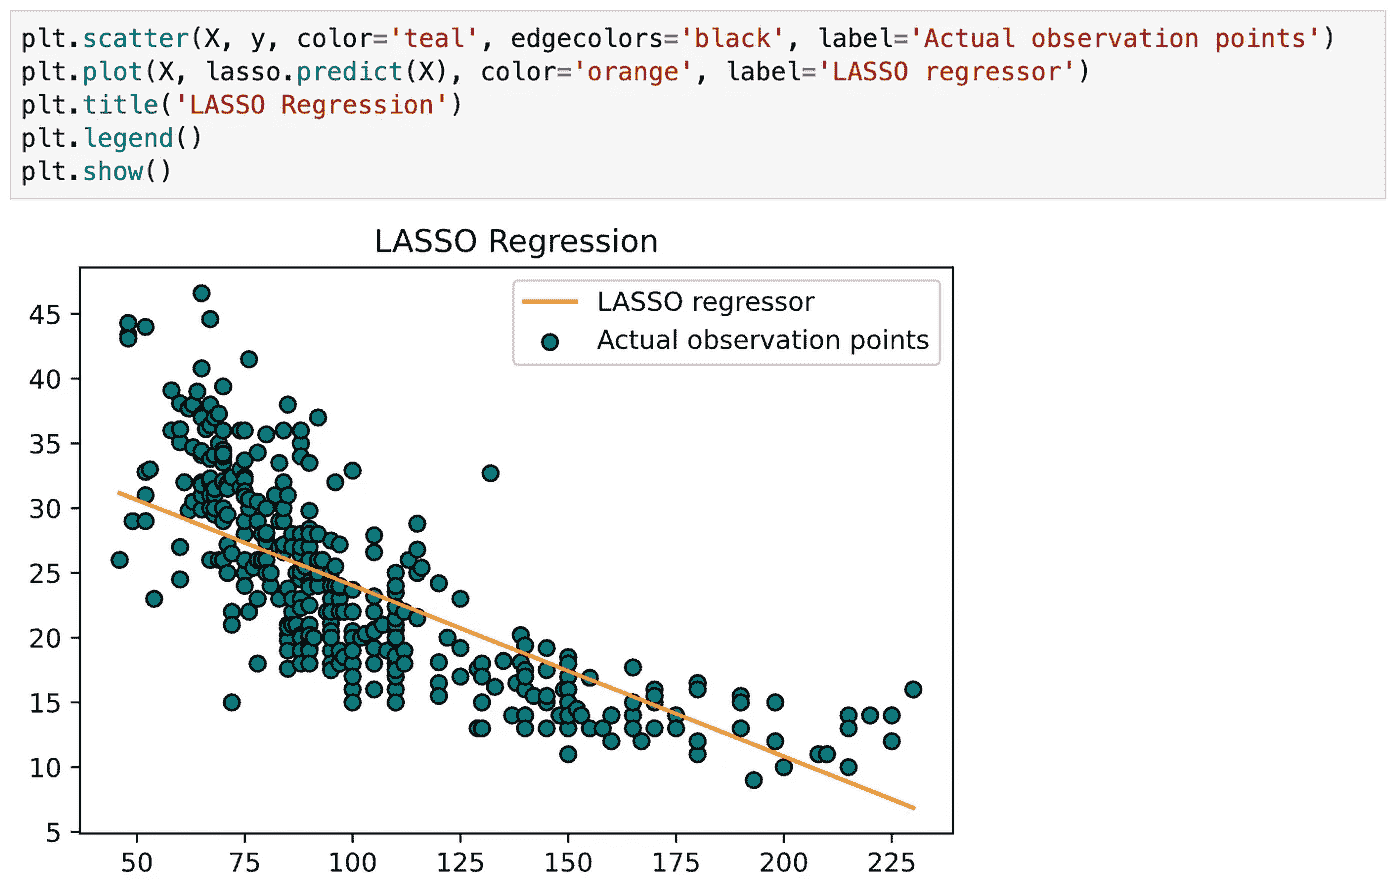 plt.scatter(X, y, color='teal', edgecolors='black', label='Actual observation points')
plt.plot(X, lasso.predict(X), color='orange', label='LASSO regressor')
plt.title('LASSO Regression')
plt.legend()
plt.show()
LASSO Regression
LASSO regressor
Actual observation points
45
40
35
30
25
20
15
10
5
50 75 100 125 150 175 200 225